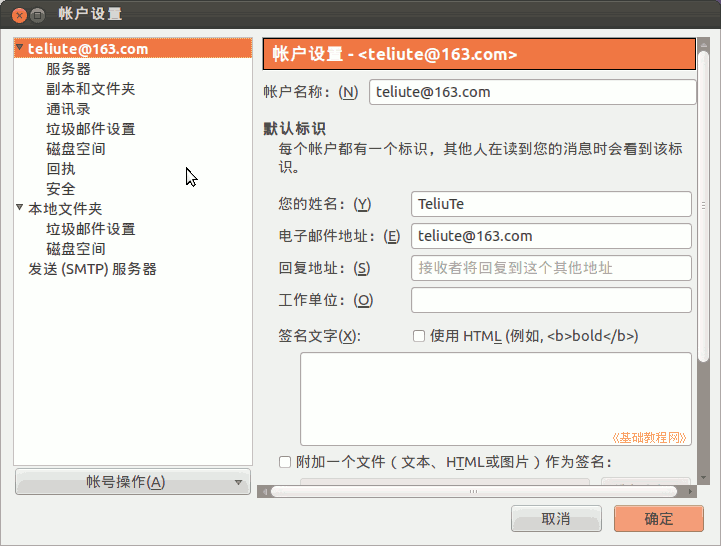 帐户设置
teliute@163.com
服务器
副本和文件夹
通讯录
垃圾邮件设置
磁盘空间
回执
安全
本地文件夹
垃圾邮件设置
磁盘空间
发送 (SMTP) 服务器
帐号操作(A)
帐户设置 - <teliute@163.com>
帐户名称：(N) teliute@163.com
默认标识
每个帐户都有一个标识，其他人在读到您的消息时会看到该标
识。
您的姓名：(Y) TeliuTe
电子邮件地址：(E) teliute@163.com
回复地址：(S) 接收者将回复到这个其他地址
工作单位：(O)
签名文字(X): 使用 HTML (例如, <b>bold</b>)
《基础教程网》
附加一个文件（文本、HTML或图片）作为签名：
取消 确定